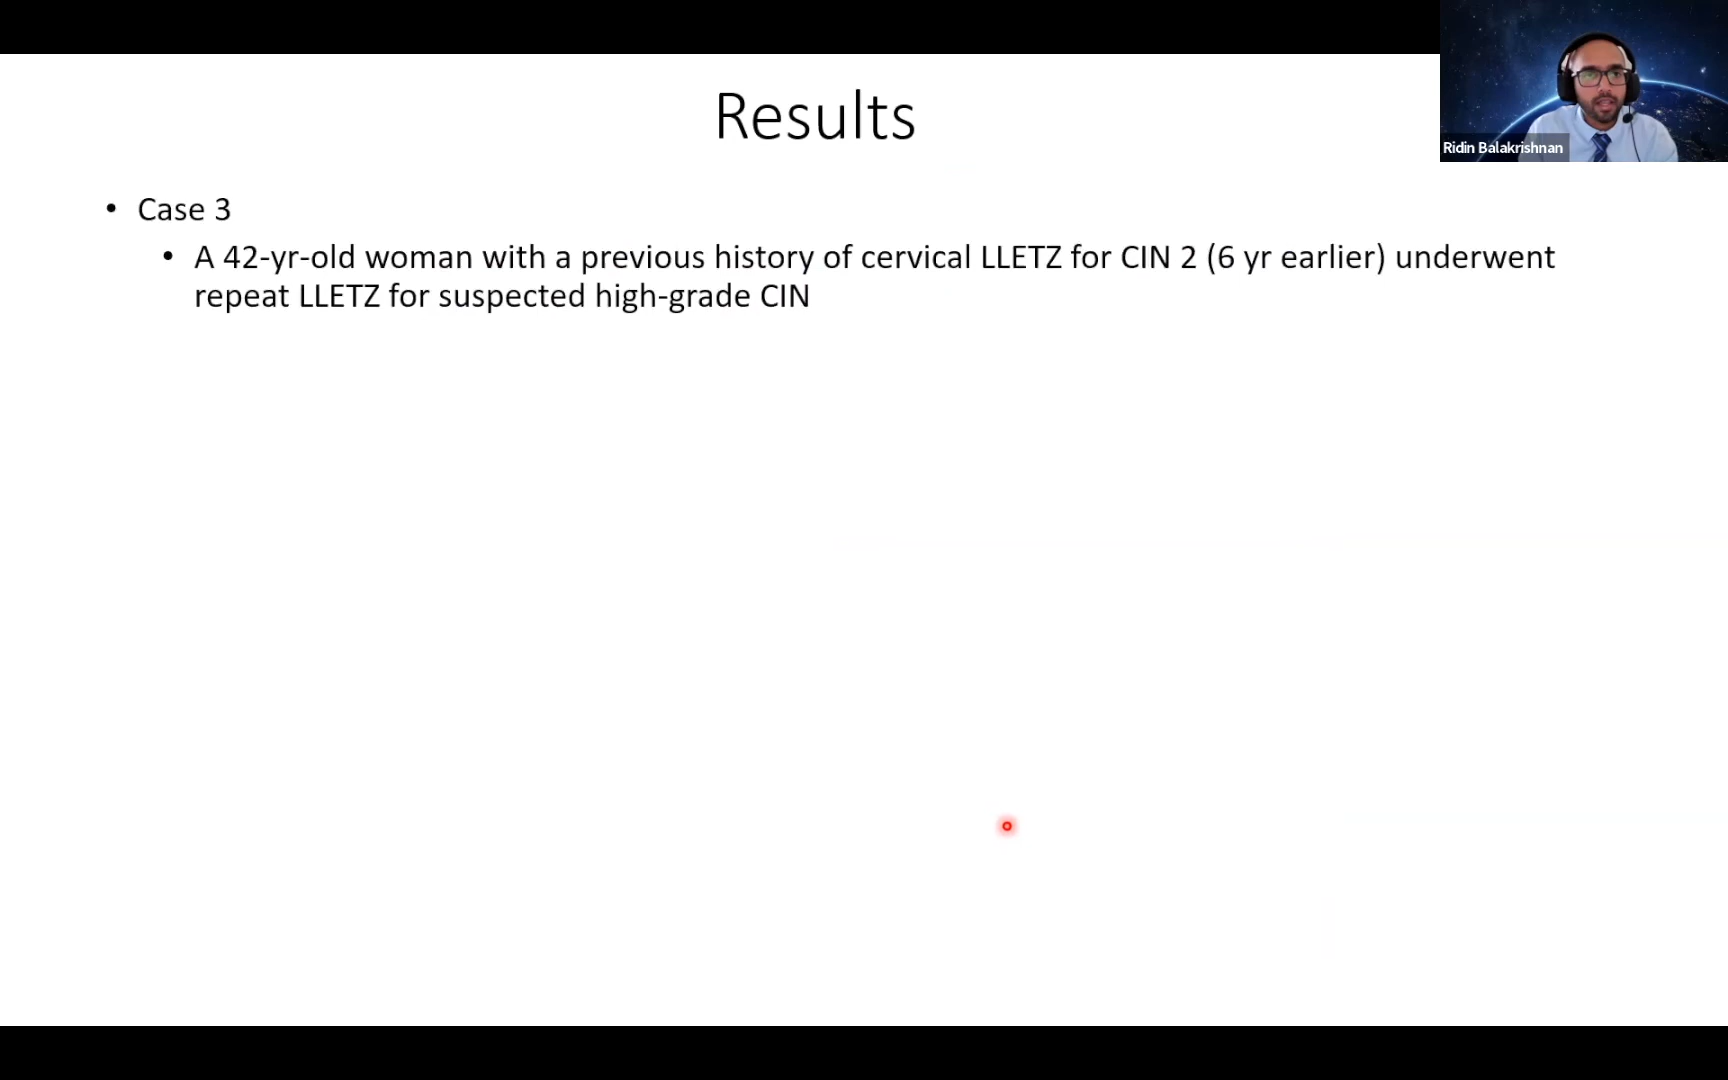 Results
Ridin Balakrishnan
• Case 3
• A 42-yr-old woman with a previous history of cervical LLETZ for CIN 2 (6 yr earlier) underwent
repeat LLETZ for suspected high-grade CIN